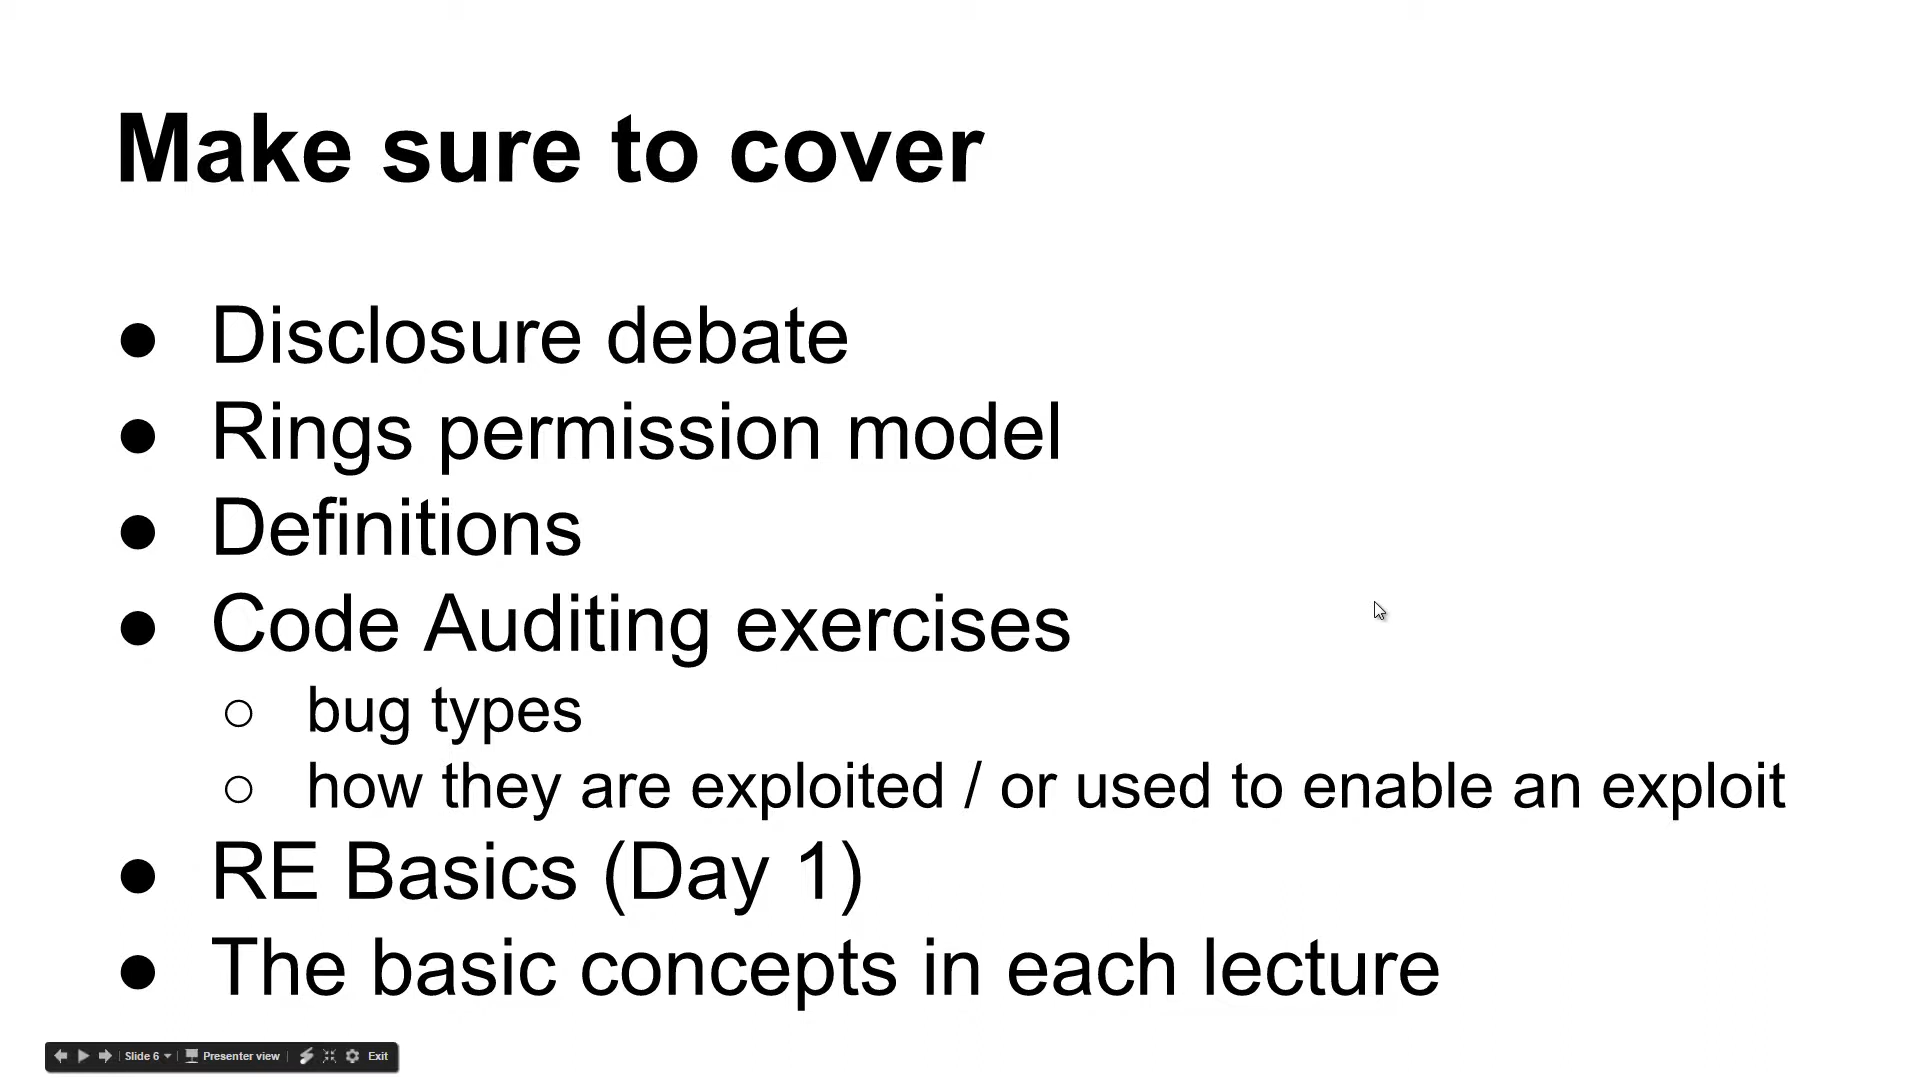 Make sure to cover
● Disclosure debate
● Rings permission model
● Definitions
● Code Auditing exercises
○ bug types
○ how they are exploited / or used to enable an exploit
● RE Basics (Day 1)
● The basic concepts in each lecture
Slide 6 Presenter view Exit